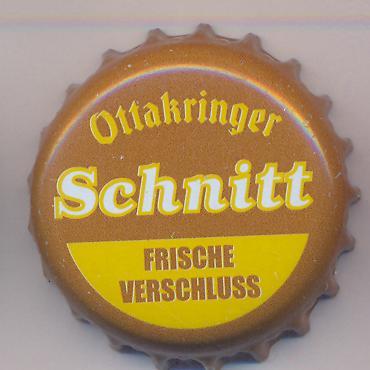 Ottakringer
Schnitt
FRISCHE
VERSCHLUSS